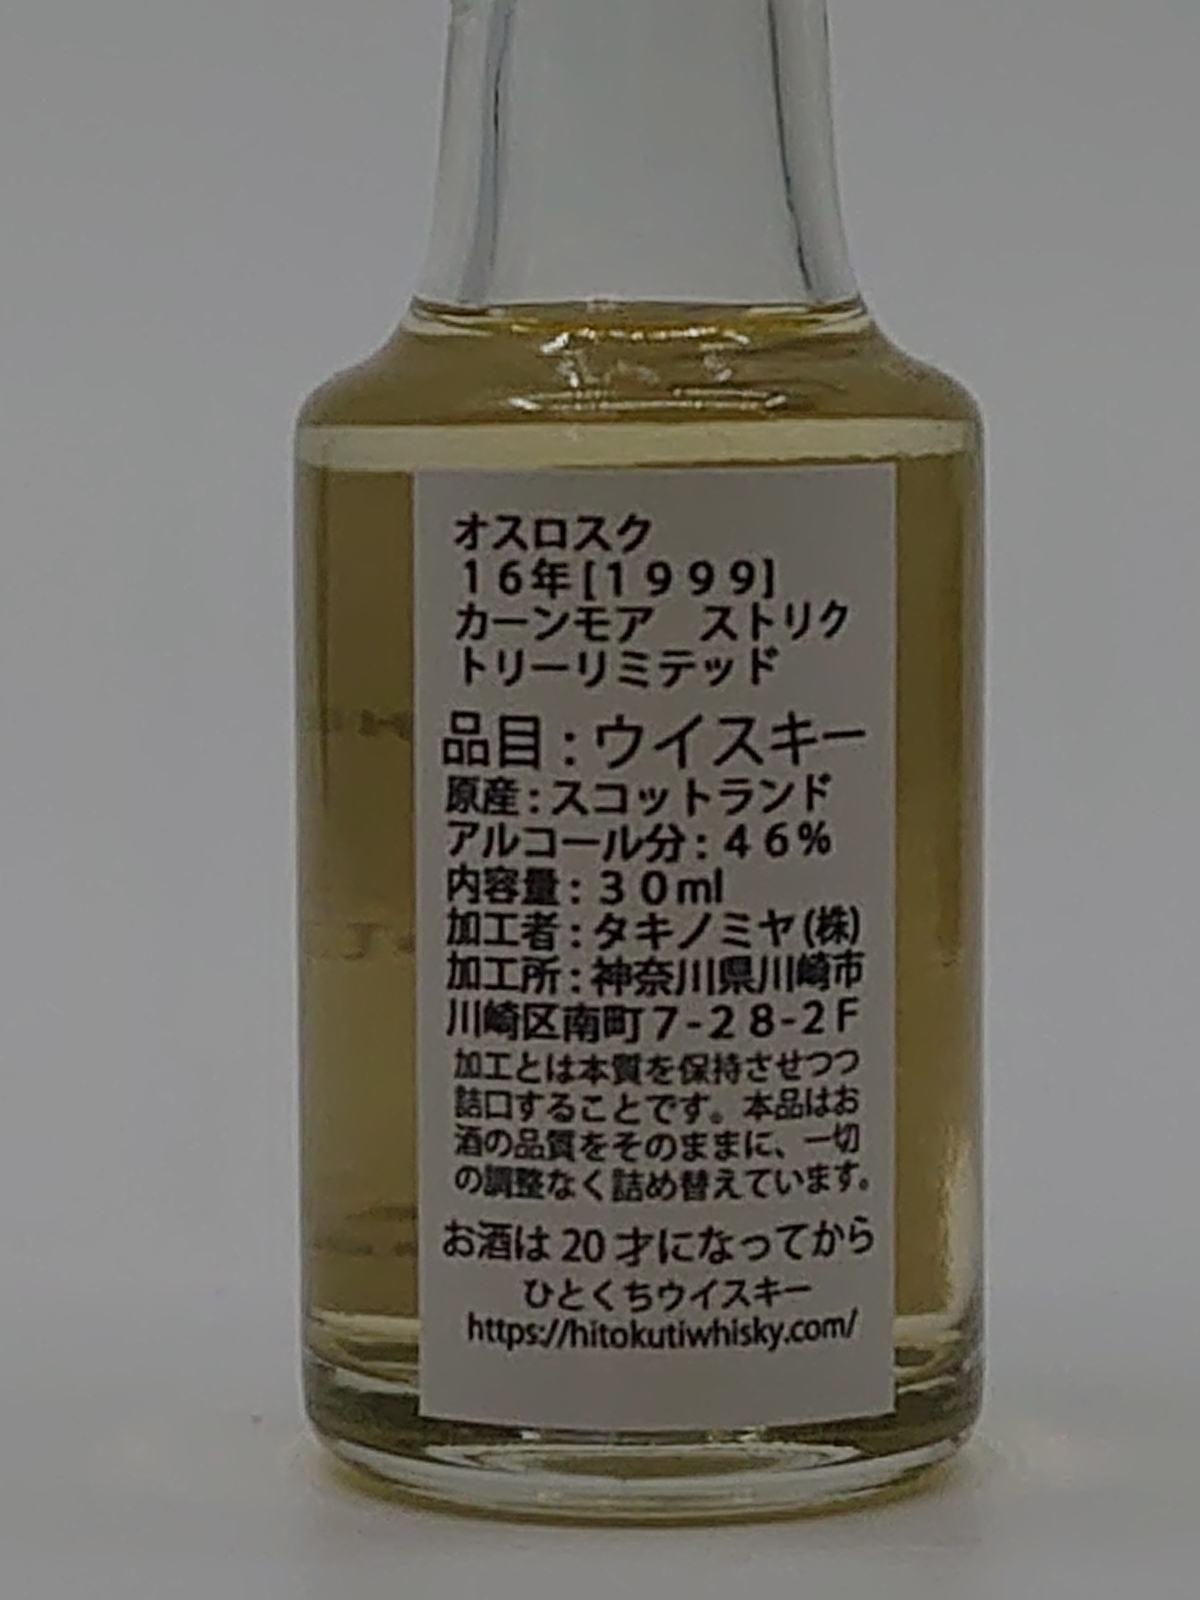 オスロスク
１６年[１９９９]
カーンモア　ストリク
トリーリミテッド
品目：ウイスキー
原産：スコットランド
アルコール分：４６％
内容量：３０ml
加工者：タキノミヤ(株)
加工所：神奈川県川崎市
川崎区南町７-２８-２F
加工とは本質を保持させつつ
詰口することです。本品はお
酒の品質をそのままに、一切
の調整なく詰め替えています。
お酒は20才になってから
ひとくちウイスキー
https://hitokutiwhisky.com/